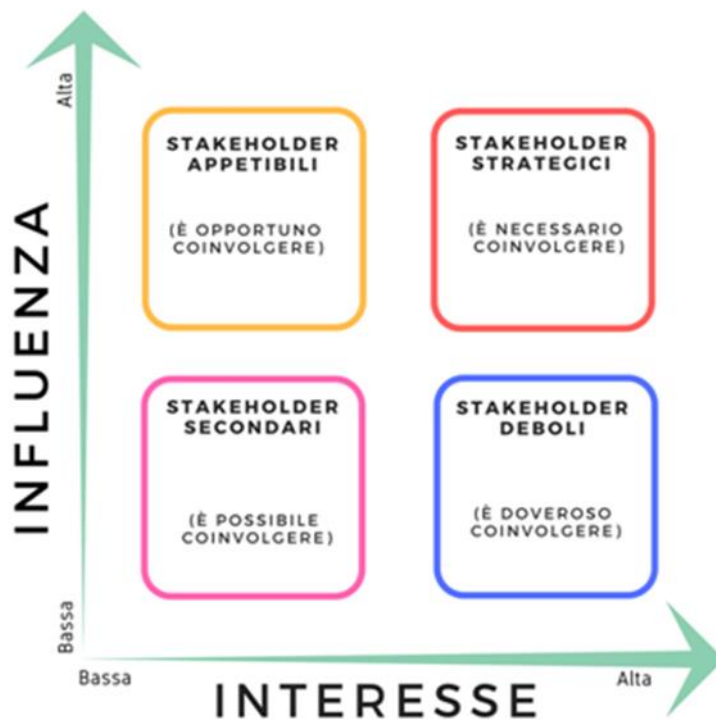 Alta
STAKEHOLDER
APPETIBILI
(È OPPORTUNO
COINVOLGERE)
STAKEHOLDER
STRATEGICI
(È NECESSARIO
COINVOLGERE)
INFLUENZA
STAKEHOLDER
SECONDARI
(È POSSIBILE
COINVOLGERE)
STAKEHOLDER
DEBOLI
(È DOVEROSO
COINVOLGERE)
Bassa
Bassa
Alta
INTERESSE